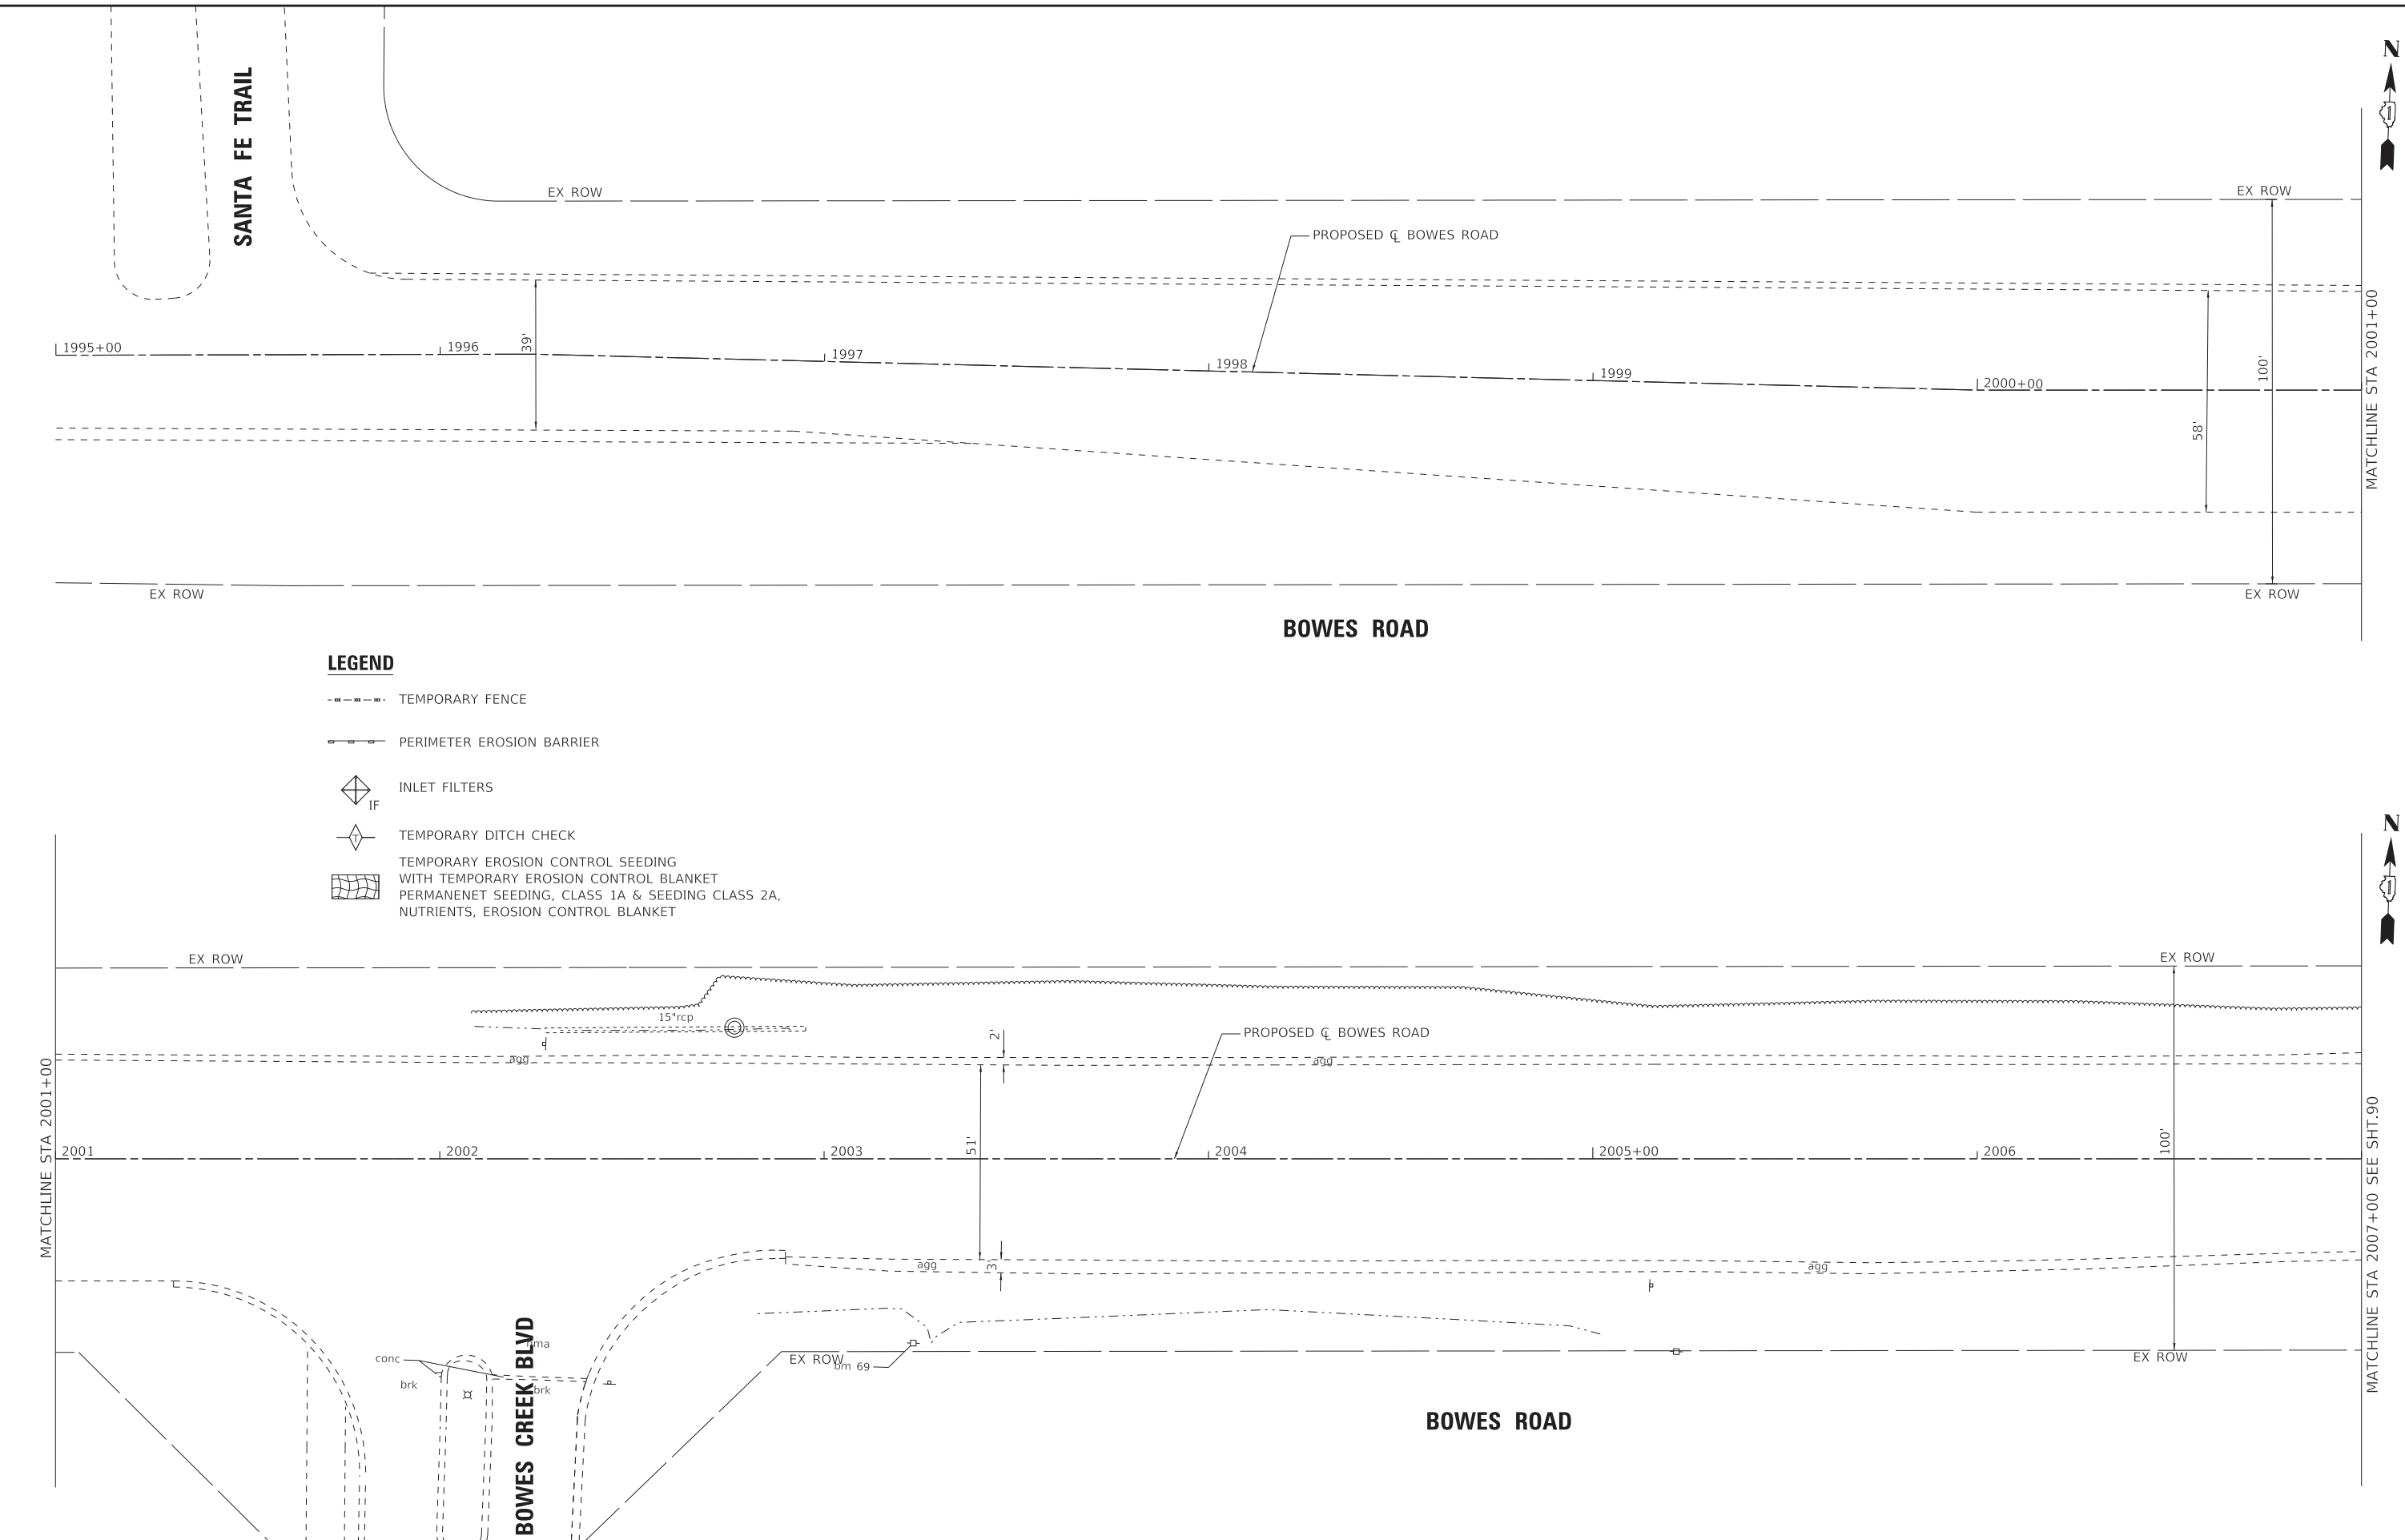 N
SANTA FE TRAIL
EX ROW
EX ROW
PROPOSED ℄ BOWES ROAD
1995+00
1996
39'
1997
1998
1999
2000+00
58'
100'
MATCHLINE STA 2001+00
EX ROW
EX ROW
BOWES ROAD
LEGEND
TEMPORARY FENCE
PERIMETER EROSION BARRIER
INLET FILTERS
IF
TEMPORARY DITCH CHECK
T
TEMPORARY EROSION CONTROL SEEDING
WITH TEMPORARY EROSION CONTROL BLANKET
PERMANENET SEEDING, CLASS 1A & SEEDING CLASS 2A,
NUTRIENTS, EROSION CONTROL BLANKET
N
EX ROW
EX ROW
15"rcp
2'
PROPOSED ℄ BOWES ROAD
agg
agg
MATCHLINE STA 2001+00
2001
2002
2003
51'
2004
2005+00
2006
100'
MATCHLINE STA 2007+00 SEE SHT.90
agg
3'
agg
BOWES CREEK BLVD
hma
conc
brk
brk
EX ROW
bm 69
EX ROW
BOWES ROAD